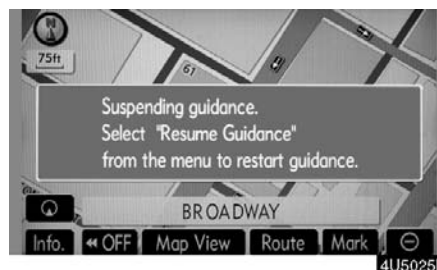 N
75ft
61
Suspending guidance.
Select "Resume Guidance"
from the menu to restart guidance.
BROADWAY
Info.
OFF
Map View
Route
Mark
4U5025